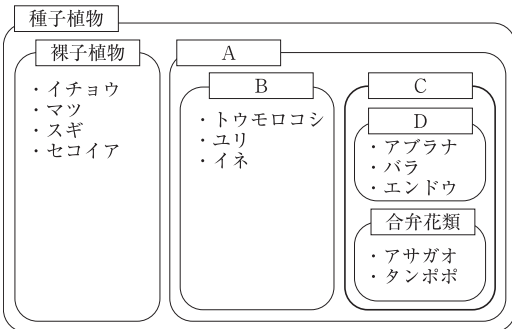 種子植物
裸子植物
・イチョウ
・マツ
・スギ
・セコイア
A
B
・トウモロコシ
・ユリ
・イネ
C
D
・アブラナ
・バラ
・エンドウ
合弁花類
・アサガオ
・タンポポ